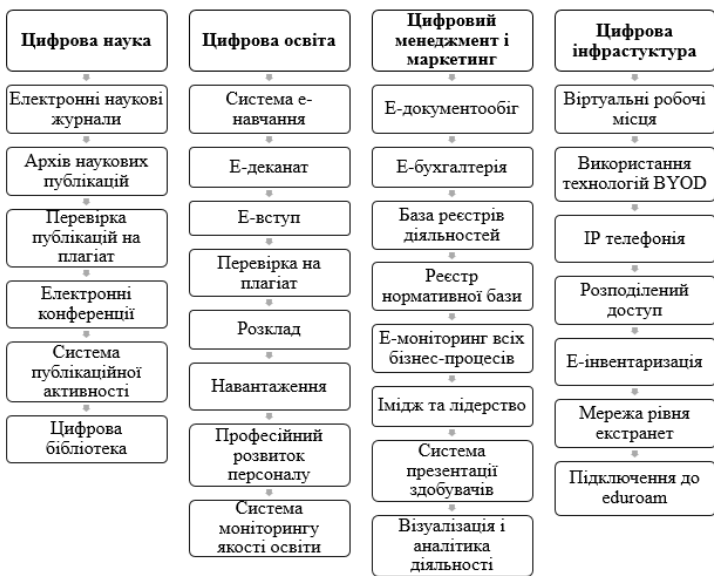 Цифрова наука
Електронні наукові
журнали
Архів наукових
публікацій
Перевірка
публікацій на
плагіат
Електронні
конференції
Система
публікаційної
активності
Цифрова
бібліотека
Цифрова освіта
Система е-
навчання
Е-деканат
Е-вступ
Перевірка на
плагіат
Розклад
Навантаження
Професійний
розвиток
персоналу
Система
моніторингу
якості освіти
Цифровий
менеджмент і
маркетинг
Е-документообіг
Е-бухгалтерія
База реєстрів
діяльностей
Реєстр
нормативної бази
Е-моніторинг всіх
бізнес-процесів
Імідж та лідерство
Система
презентації
здобувачів
Візуалізація і
аналітика
діяльності
Цифрова
інфрастуктура
Віртуальні робочі
місця
Використання
технологій BYOD
IP телефонія
Розподілений
доступ
Е-інвентаризація
Мережа рівня
екстранет
Підключення до
eduroam